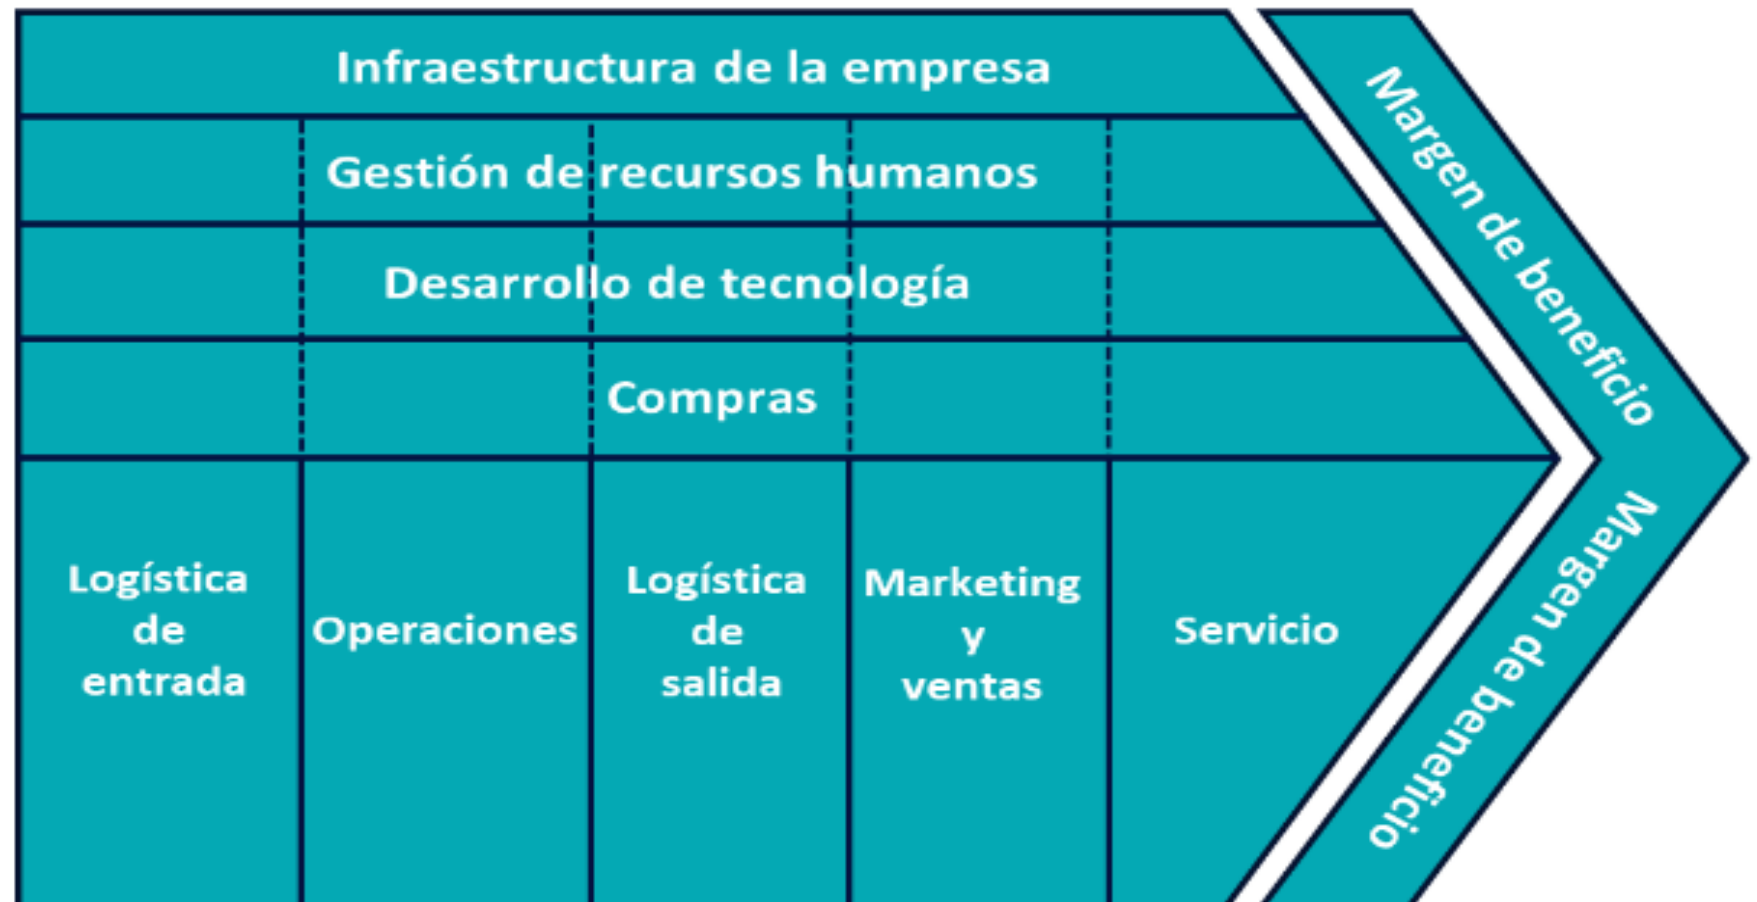 Infraestructura de la empresa
Gestión de recursos humanos
Desarrollo de tecnología
Compras
Logística
de
entrada
Operaciones
Logística
de
salida
Marketing
y
ventas
Servicio
Margen de beneficio
Margen de beneficio